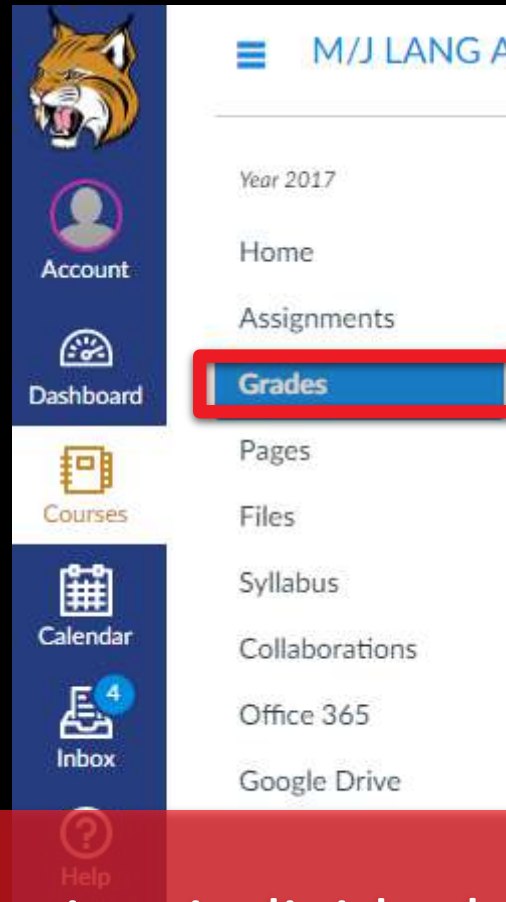 M/J LANG A
Year 2017
Home
Assignments
Grades
Pages
Files
Syllabus
Collaborations
Office 365
Google Drive
Account
Dashboard
Courses
Calendar
4
Inbox
Help